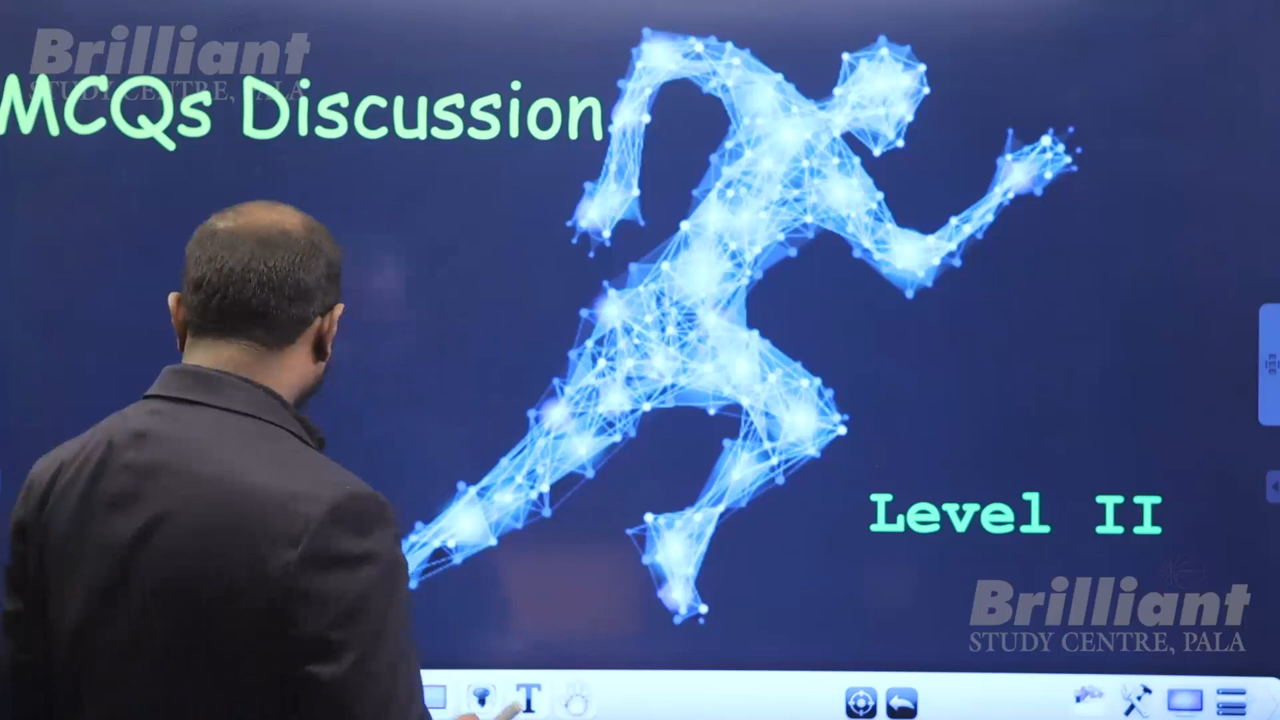 Brilliant
STUDY CENTRE, PALA
MCQs Discussion
Level II
Brilliant
STUDY CENTRE, PALA
T